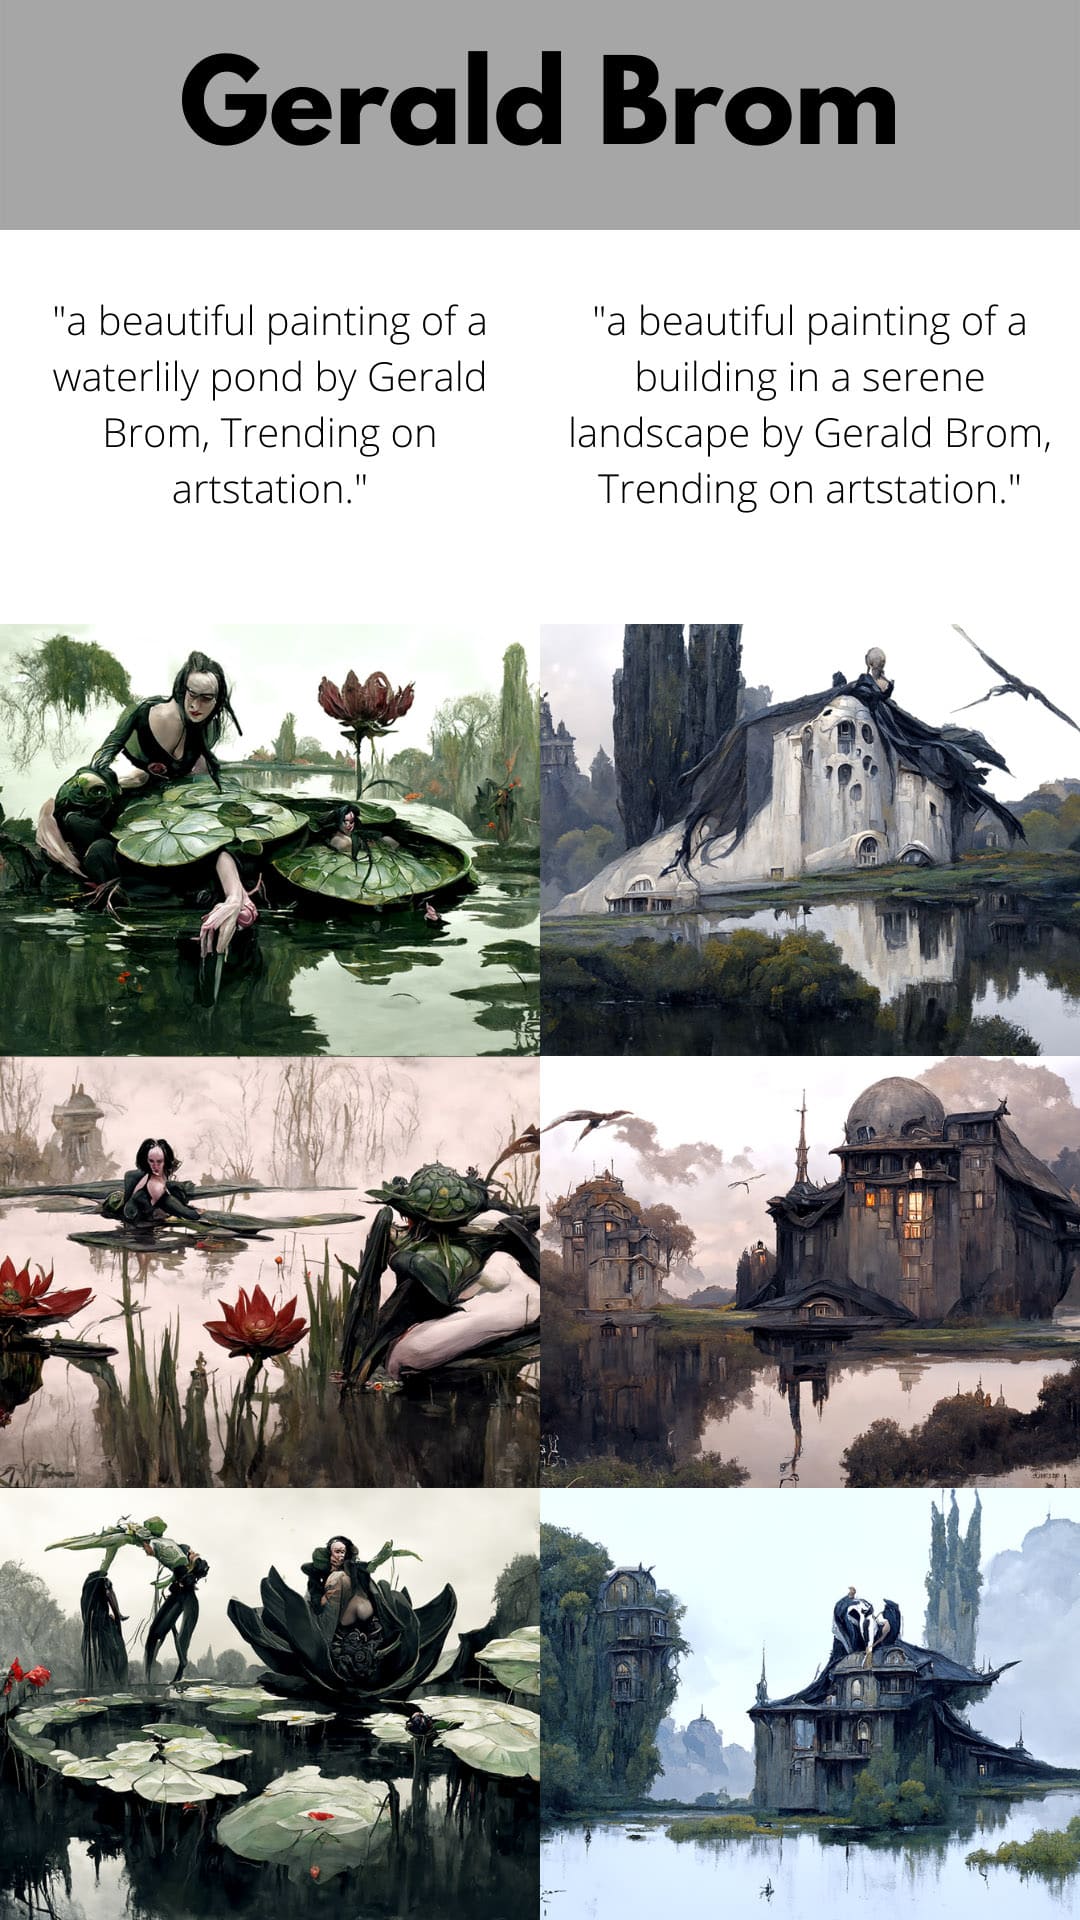 Gerald Brom
"a beautiful painting of a
waterlily pond by Gerald
Brom, Trending on
artstation."
"a beautiful painting of a
building in a serene
landscape by Gerald Brom,
Trending on artstation."